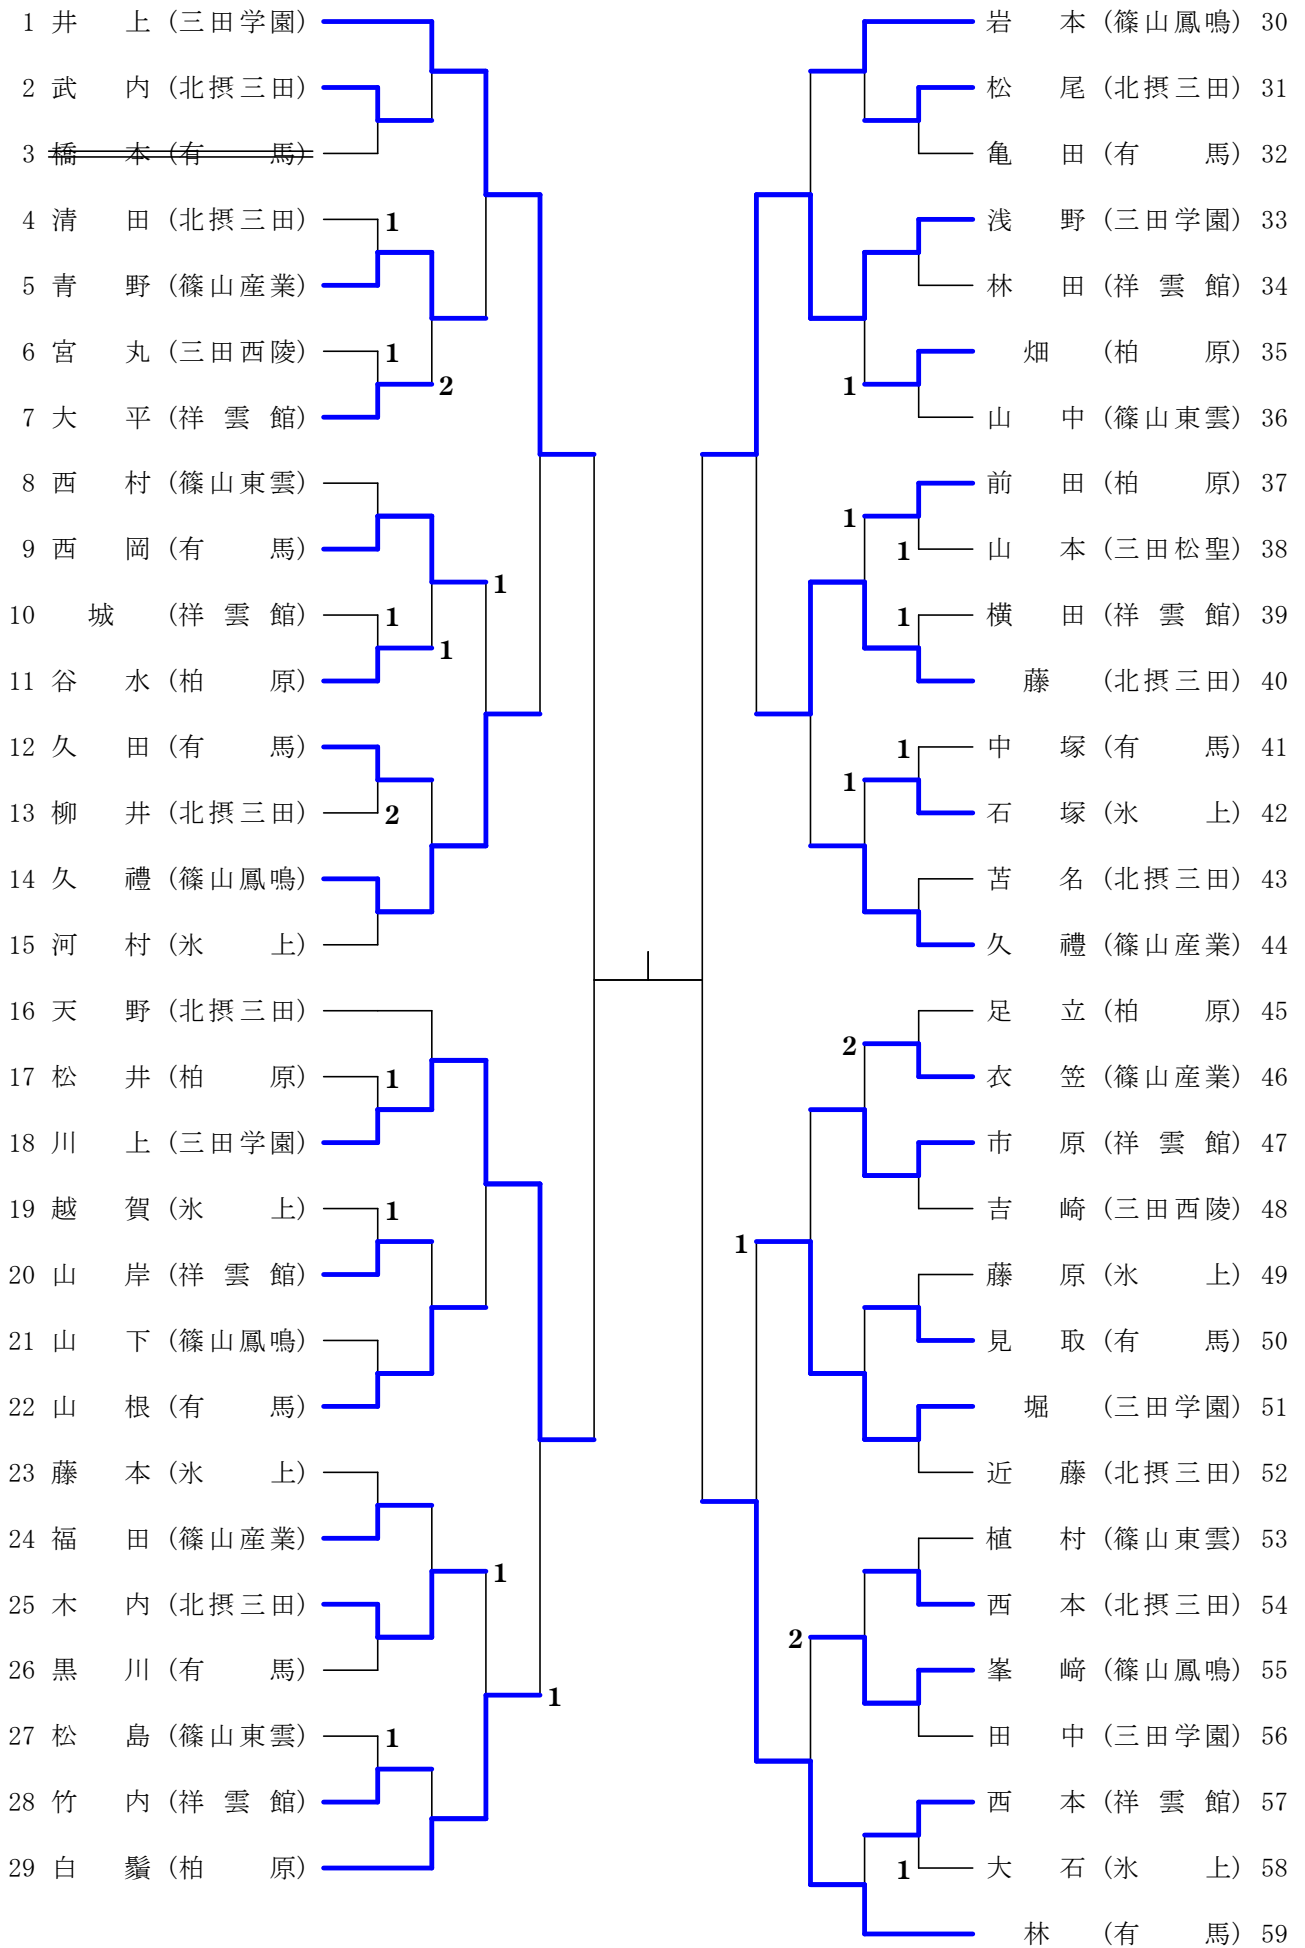 1 井 上 (三田学園)
2 武 内 (北摂三田)
3 橋 本 (有 馬)
4 清 田 (北摂三田) 1
5 青 野 (篠山産業)
6 宮 丸 (三田西陵) 1
2
7 大 平 (祥 雲 館)
8 西 村 (篠山東雲)
9 西 岡 (有 馬)
1
10 城 (祥 雲 館) 1
1
11 谷 水 (柏 原)
12 久 田 (有 馬)
13 柳 井 (北摂三田) 2
14 久 禮 (篠山鳳鳴)
15 河 村 (氷 上)
16 天 野 (北摂三田)
17 松 井 (柏 原) 1
18 川 上 (三田学園)
19 越 賀 (氷 上) 1
20 山 岸 (祥 雲 館)
21 山 下 (篠山鳳鳴)
22 山 根 (有 馬)
23 藤 本 (氷 上)
24 福 田 (篠山産業)
1
25 木 内 (北摂三田)
26 黒 川 (有 馬)
1
27 松 島 (篠山東雲) 1
28 竹 内 (祥 雲 館)
29 白 鬚 (柏 原)
岩 本 (篠山鳳鳴) 30
松 尾 (北摂三田) 31
亀 田 (有 馬) 32
浅 野 (三田学園) 33
林 田 (祥 雲 館) 34
畑 (柏 原) 35
1
山 中 (篠山東雲) 36
前 田 (柏 原) 37
1
1 山 本 (三田松聖) 38
1 横 田 (祥 雲 館) 39
藤 (北摂三田) 40
1 中 塚 (有 馬) 41
1
石 塚 (氷 上) 42
苫 名 (北摂三田) 43
久 禮 (篠山産業) 44
足 立 (柏 原) 45
2
衣 笠 (篠山産業) 46
市 原 (祥 雲 館) 47
吉 崎 (三田西陵) 48
1
藤 原 (氷 上) 49
見 取 (有 馬) 50
堀 (三田学園) 51
近 藤 (北摂三田) 52
植 村 (篠山東雲) 53
西 本 (北摂三田) 54
2
峯 﨑 (篠山鳳鳴) 55
田 中 (三田学園) 56
西 本 (祥 雲 館) 57
1 大 石 (氷 上) 58
林 (有 馬) 59